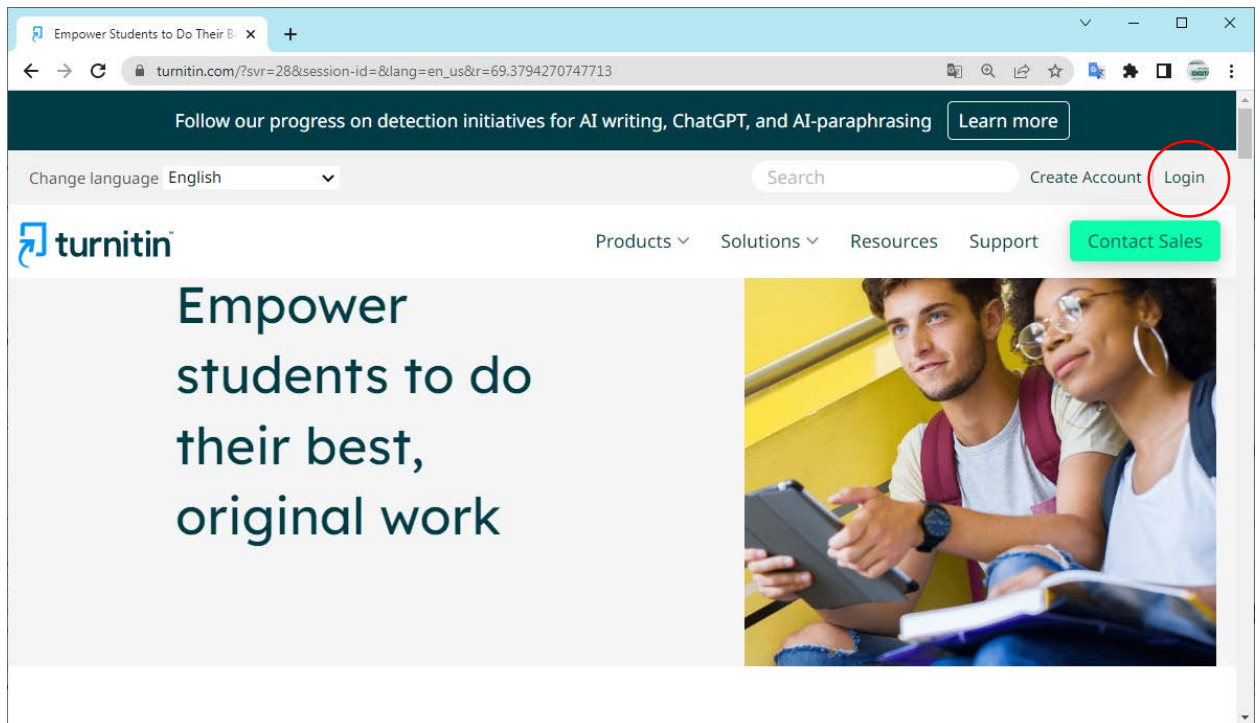 Empower Students to Do Their B
turnitin.com/?svr=28&session-id=&lang=en_us&r=69.3794270747713
Follow our progress on detection initiatives for AI writing, ChatGPT, and AI-paraphrasing Learn more
Change language English Search Create Account Login
turnitin Products Solutions Resources Support Contact Sales
Empower
students to do
their best,
original work